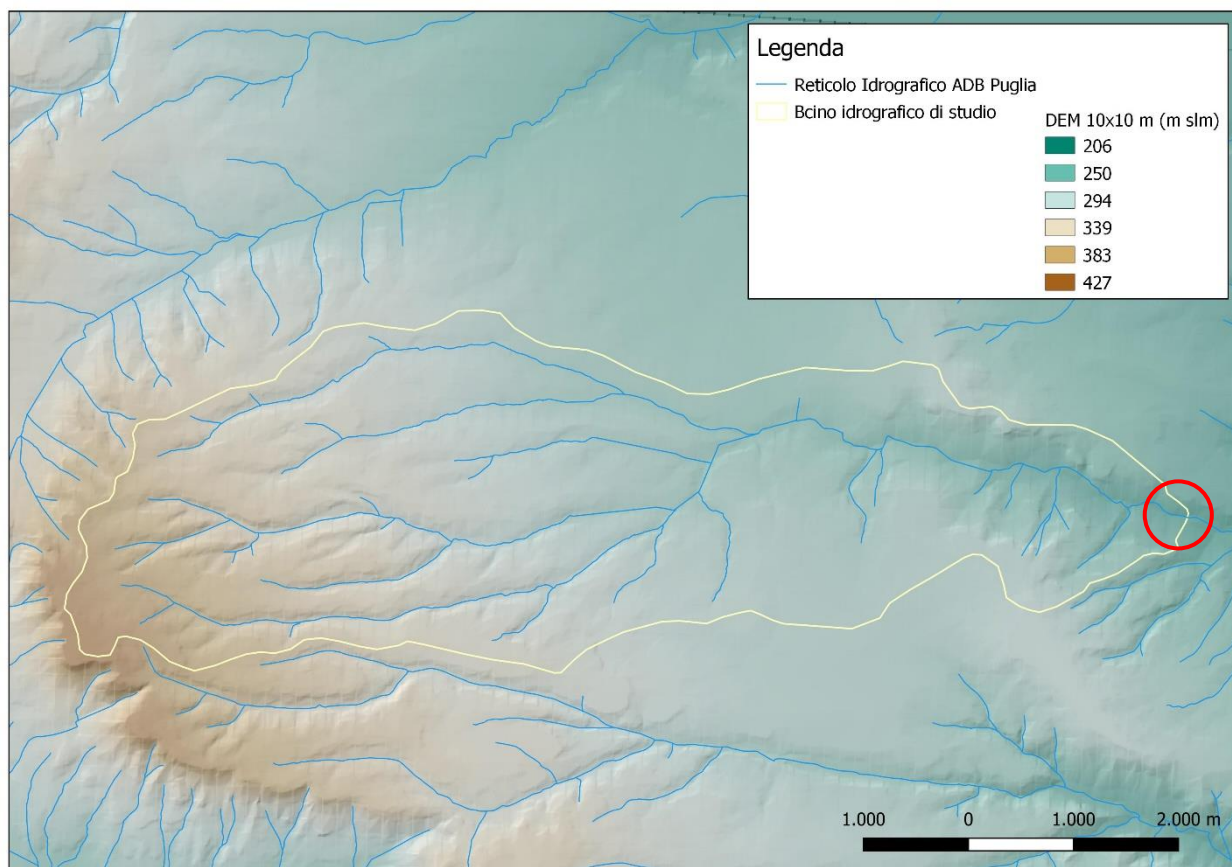 Legenda
Reticolo Idrografico ADB Puglia
Bcino idrografico di studio
DEM 10x10 m (m slm)
206
250
294
339
383
427
1.000 0 1.000 2.000 m